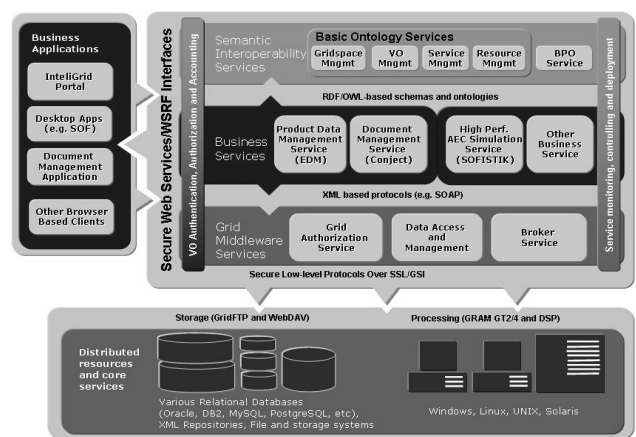 Business
Applications
InteliGrid
Portal
Desktop Apps
(e.g. SOF)
Document
Management
Application
Other Browser
Based Clients
Secure Web Services/WSRF Interfaces
VO Authentication, Authorization and Accounting
Semantic
Interoperability
Services
Basic Ontology Services
Gridspace
Mngmt
VO
Mngmt
Service
Mngmt
Resource
Mngmt
BPO
Service
RDF/OWL-based schemas and ontologies
Business
Services
Product Data
Management
Service
(EDM)
Document
Management
Service
(Conject)
High Perf.
AEC Simulation
Service
(SOFISTIK)
Other
Business
Service
XML based protocols (e.g. SOAP)
Grid
Middleware
Services
Grid
Authorization
Service
Data Access
and
Management
Broker
Service
Service monitoring, controlling and deployment
Secure Low-level Protocols Over SSL/GSI
Storage (GridFTP and WebDAV)
Processing (GRAM GT2/4 and DSP)
Distributed
resources
and core
services
Various Relational Databases
(Oracle, DB2, MySQL, PostgreSQL, etc),
XML Repositories, File and storage systems
Windows, Linux, UNIX, Solaris